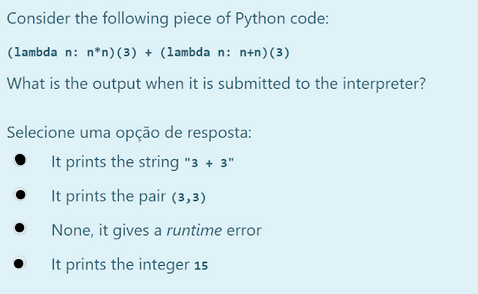 Consider the following piece of Python code:
(lambda n: n*n)(3) + (lambda n: n+n)(3)
What is the output when it is submitted to the interpreter?
Selecione uma opção de resposta:
It prints the string "3 + 3"
It prints the pair (3,3)
None, it gives a runtime error
It prints the integer 15